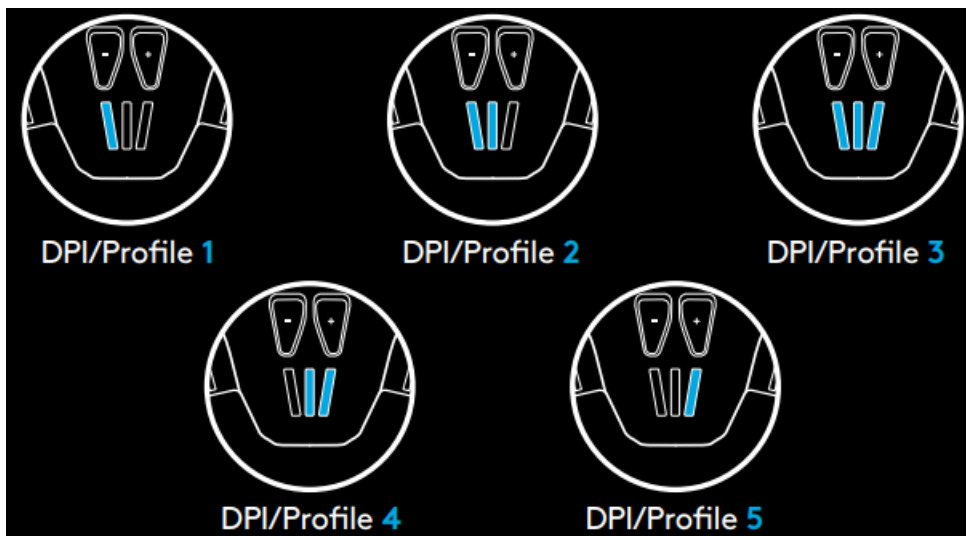 - +
- +
- +
DPI/Profile 1
DPI/Profile 2
DPI/Profile 3
- +
- +
DPI/Profile 4
DPI/Profile 5